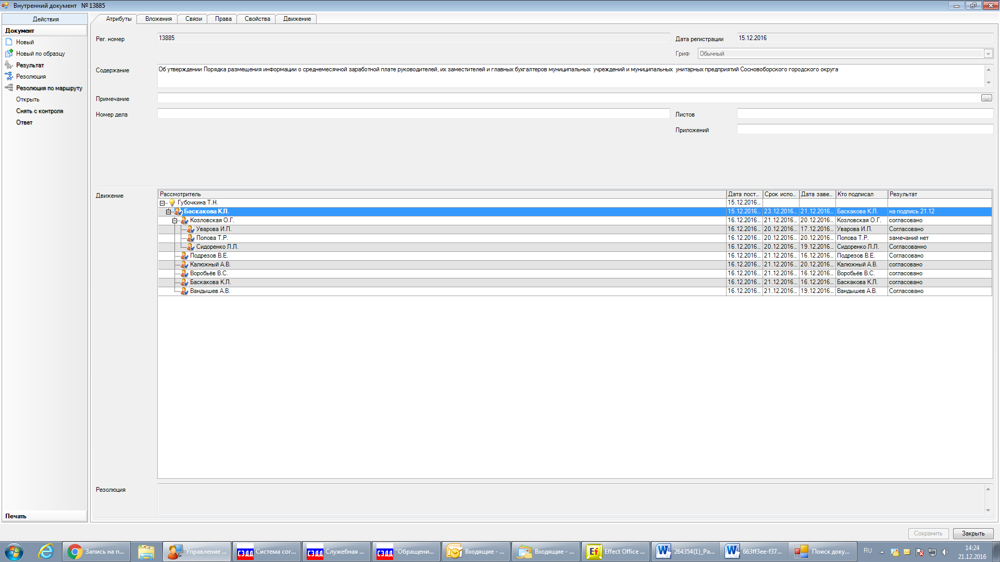 Внутренний документ № 13885
Действия
Документ
Новый
Новый по образцу
Результат
Резолюция
Резолюция по маршруту
Открыть
Снять с контроля
Ответ
Печать
Атрибуты Вложения Связи Права Свойства Движение
Рег. номер 13885 Дата регистрации 15.12.2016
Гриф Обычный
Содержание Об утверждении Порядка размещения информации о среднемесячной заработной плате руководителей, их заместителей и главных бухгалтеров муниципальных учреждений и муниципальных унитарных предприятий Сосновоборского городского округа
Примечание ...
Номер дела Листов
Приложений
Движение
Рассмотритель Дата пост... Срок испо... Дата заве... Кто подписал Результат
Губочкина Т.Н. 15.12.2016...
Баскакова К.Л. 15.12.2016... 23.12.2016... 21.12.2016... Баскакова К.Л. на подпись 21.12
Козловская О.Г. 16.12.2016... 21.12.2016... 20.12.2016... Козловская О.Г. согласовано
Уварова И.П. 16.12.2016... 20.12.2016... 17.12.2016... Уварова И.П. Согласовано
Попова Т.Р. 16.12.2016... 20.12.2016... 20.12.2016... Попова Т.Р. замечаний нет
Сидоренко Л.Л. 16.12.2016... 20.12.2016... 19.12.2016... Сидоренко Л.Л. Согласованно
Подрезов В.Е. 16.12.2016... 21.12.2016... 16.12.2016... Подрезов В.Е. Согласовано
Калюжный А.В. 16.12.2016... 21.12.2016... 20.12.2016... Калюжный А.В. согласовано
Воробьёв В.С. 16.12.2016... 21.12.2016... 16.12.2016... Воробьёв В.С. согласовано
Баскакова К.Л. 16.12.2016... 21.12.2016... 16.12.2016... Баскакова К.Л. согласовано
Вандышев А.В. 16.12.2016... 21.12.2016... 19.12.2016... Вандышев А.В. Согласовано
Резолюция
Сохранить Закрыть
Запись на п... Управление ... СЭДД Система сог... СЭДД Служебная ... СЭДД "Обращени... Входящие - ... Входящие - ... Ef Effect Office ... W 264354(1)_Ра... W 663ff3ee-f37... Поиск доку... RU 14:24
21.12.2016